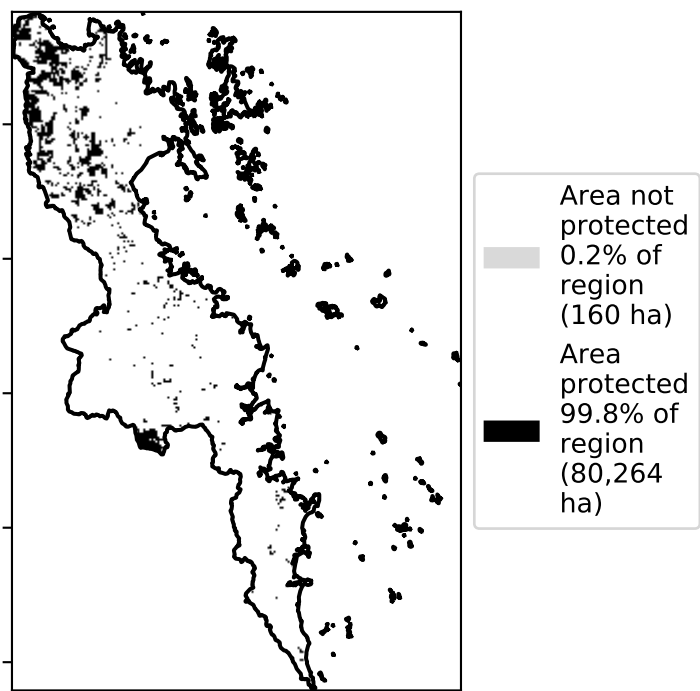 Area not
protected
0.2% of
region
(160 ha)
Area
protected
99.8% of
region
(80,264
ha)